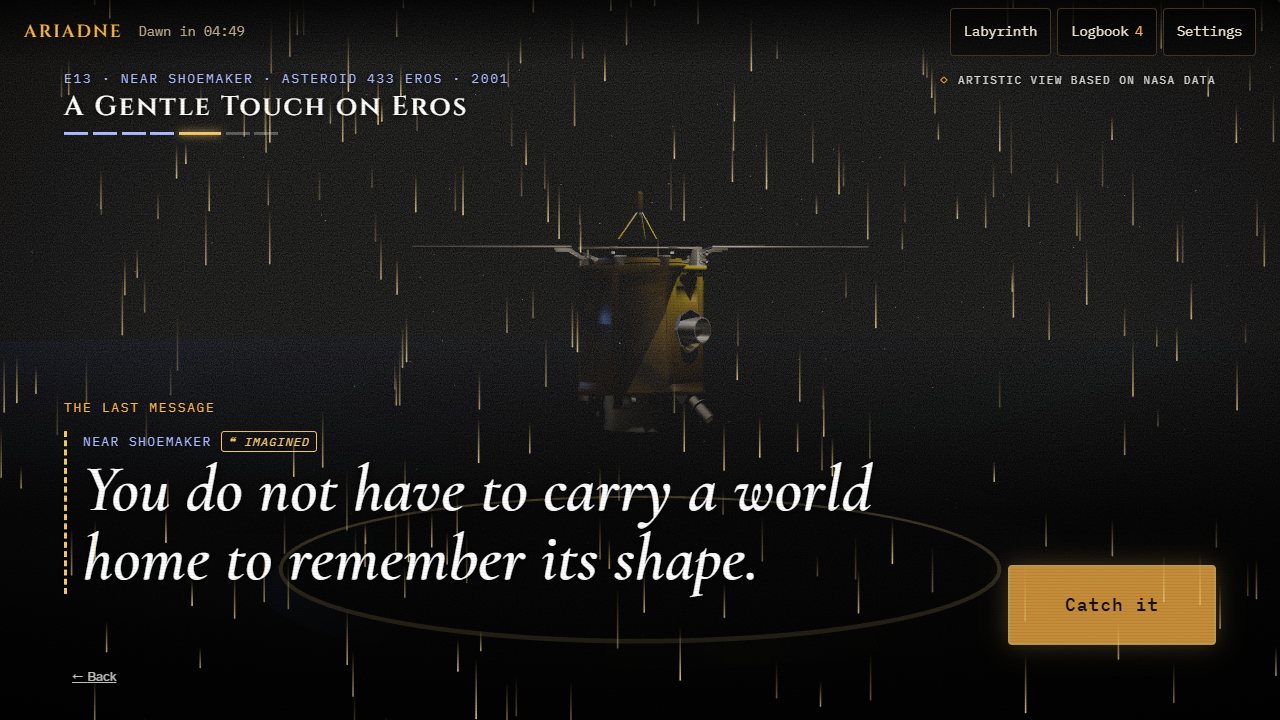 ARIADNE Dawn in 04:49 Labyrinth Logbook 4 Settings
E13 · NEAR SHOEMAKER · ASTEROID 433 EROS · 2001
◇ ARTISTIC VIEW BASED ON NASA DATA
A Gentle Touch on Eros
THE LAST MESSAGE
NEAR SHOEMAKER ❝ IMAGINED
You do not have to carry a world
home to remember its shape.
Catch it
← Back